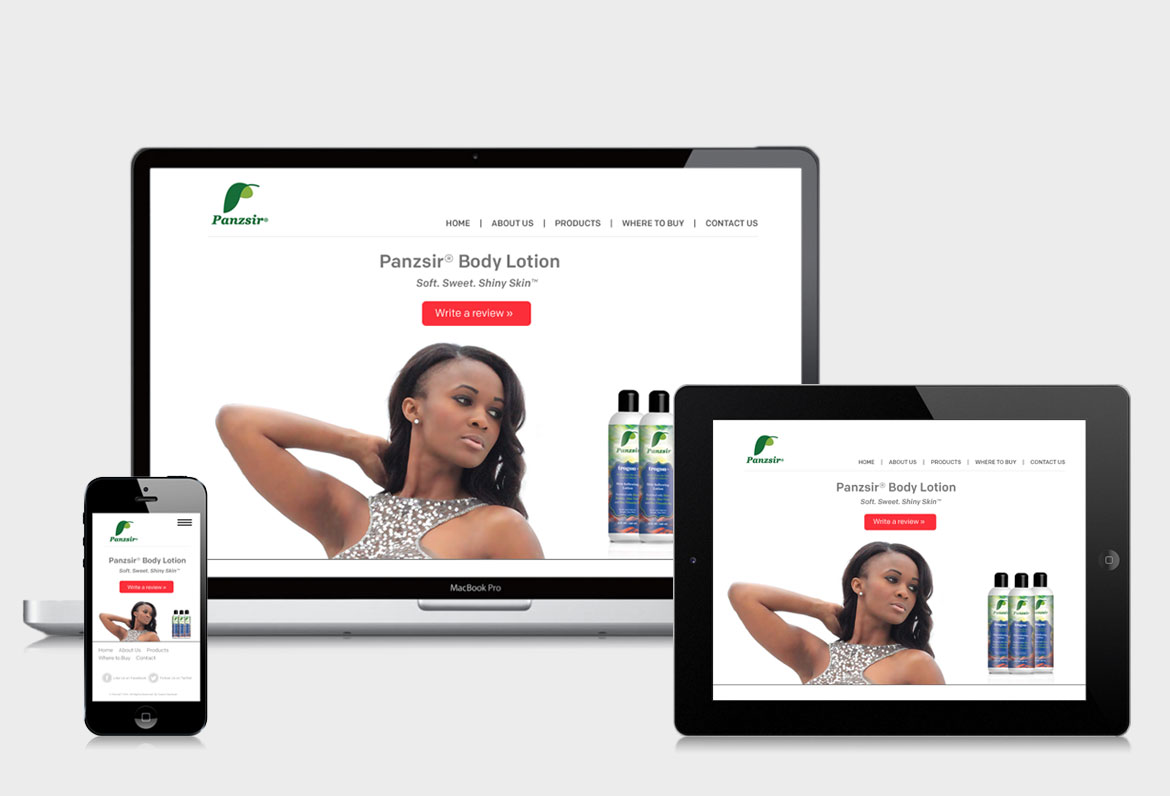 Panzsir®
HOME | ABOUT US | PRODUCTS | WHERE TO BUY | CONTACT US
Panzsir® Body Lotion
Soft. Sweet. Shiny Skin™
Write a review »
Panzsir
Panzsir
MacBook Pro
Panzsir®
Panzsir® Body Lotion
Soft. Sweet. Shiny Skin™
Write a review »
Home About Us Products
Where to Buy Contact
Panzsir®
HOME | ABOUT US | PRODUCTS | WHERE TO BUY | CONTACT US
Panzsir® Body Lotion
Soft. Sweet. Shiny Skin™
Write a review »